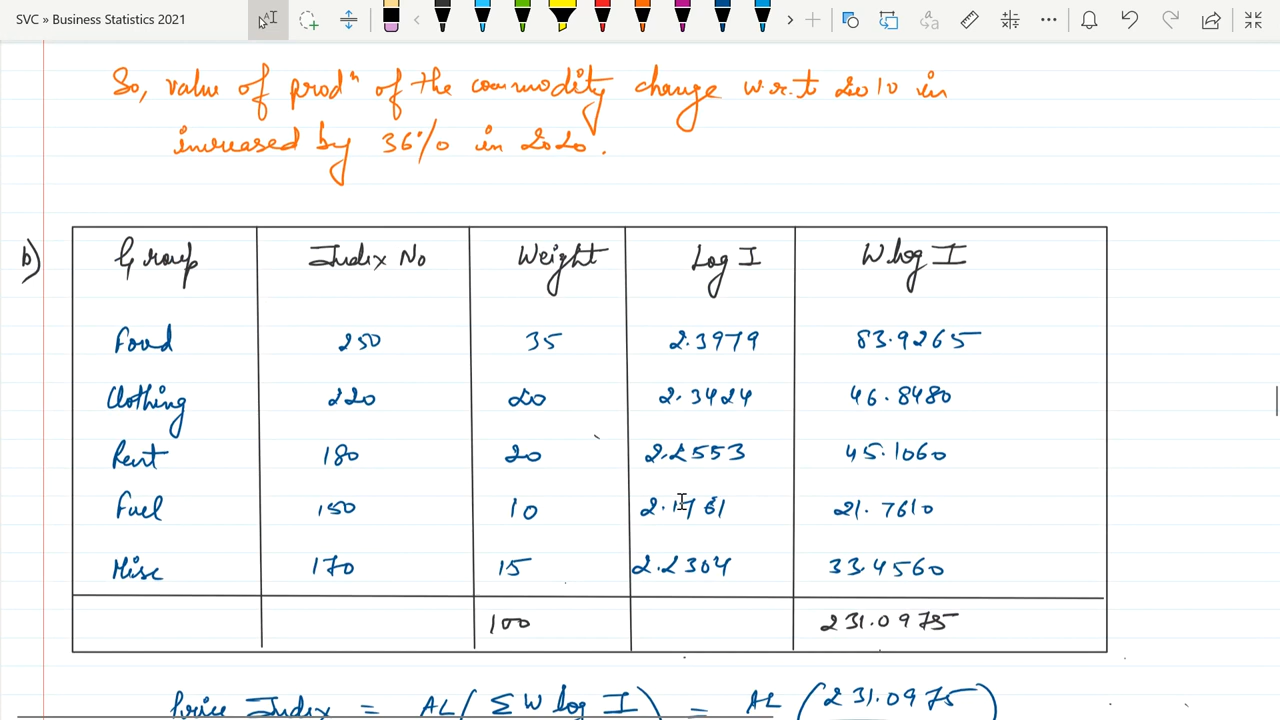 SVC » Business Statistics 2021
So, value of prodⁿ of the commodity change w.r.t 2010 in
increased by 36% in 2020.
b)
Group Index No Weight Log I W log I
Food 250 35 2.3979 83.9265
Clothing 220 20 2.3424 46.8480
Rent 180 20 2.2553 45.1060
Fuel 150 10 2.1761 21.7610
Misc 170 15 2.2304 33.4560
100 231.0975
Price Index = AL( Σ W log I ) = AL ( 231.0975 )